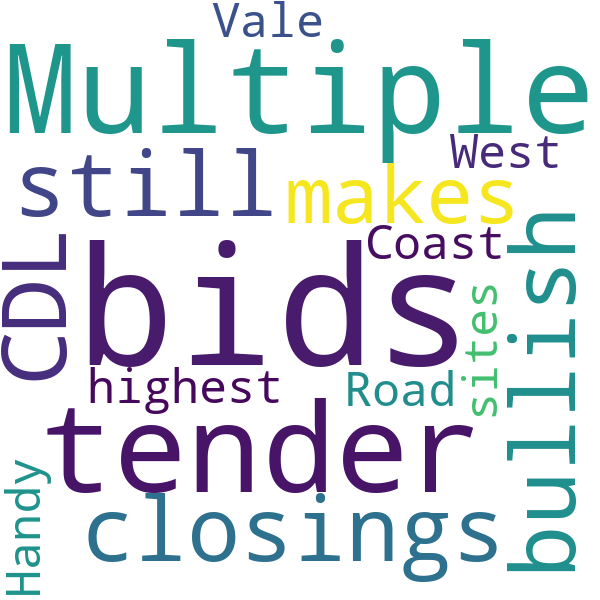 Vale
Multiple
West
still
makes
Coast
CDL
bids
bullish
sites
highest
Road
tender
Handy
closings